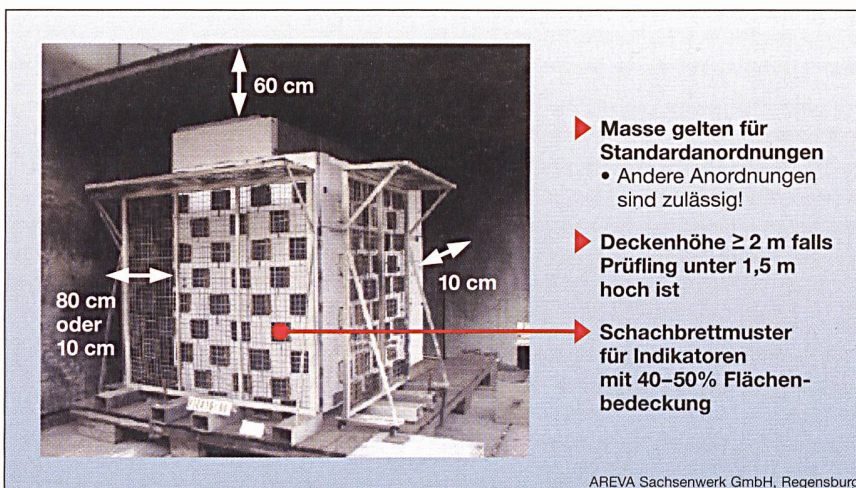 60 cm
80 cm
oder
10 cm
10 cm
Masse gelten für
Standardanordnungen
• Andere Anordnungen
sind zulässig!
Deckenhöhe ≥ 2 m falls
Prüfling unter 1,5 m
hoch ist
Schachbrettmuster
für Indikatoren
mit 40–50% Flächen-
bedeckung
AREVA Sachsenwerk GmbH, Regensburg